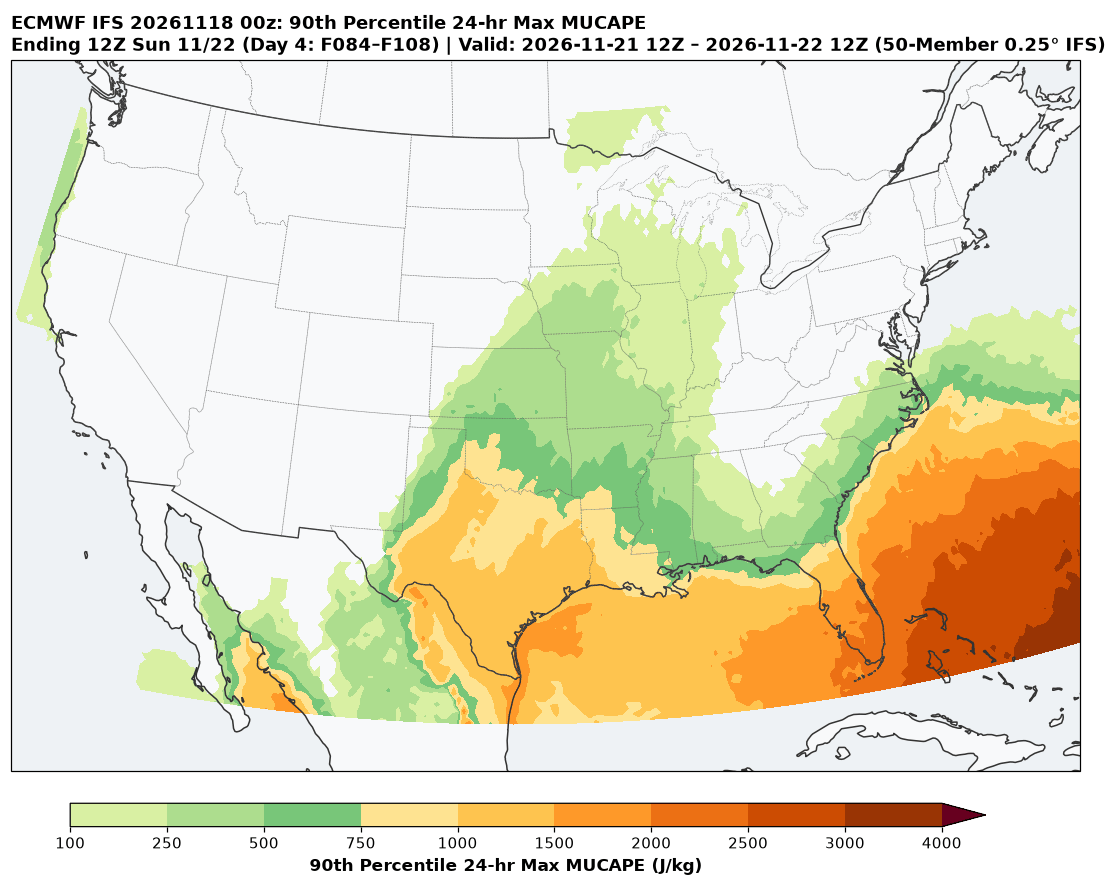 ECMWF IFS 20261118 00z: 90th Percentile 24-hr Max MUCAPE
Ending 12Z Sun 11/22 (Day 4: F084–F108) | Valid: 2026-11-21 12Z – 2026-11-22 12Z (50-Member 0.25° IFS)
100 250 500 750 1000 1500 2000 2500 3000 4000
90th Percentile 24-hr Max MUCAPE (J/kg)